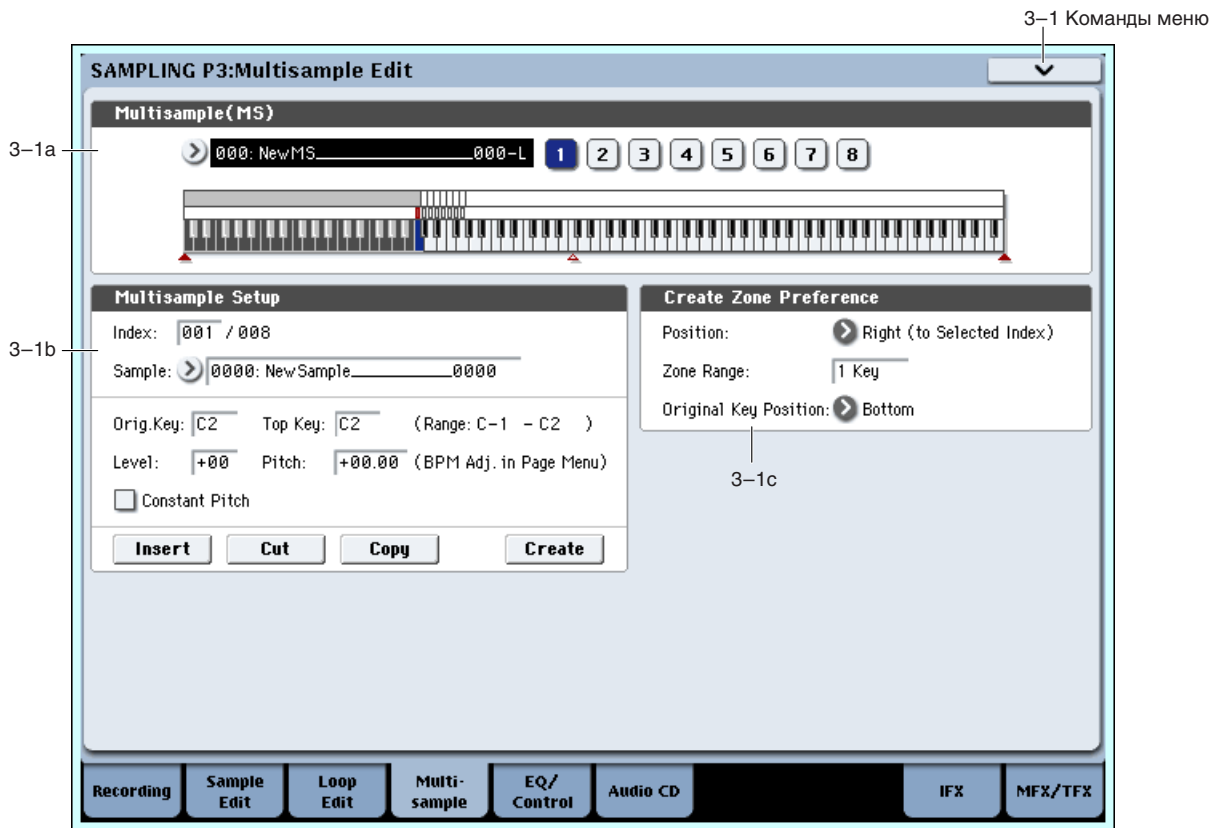 3–1 Команды меню
SAMPLING P3:Multisample Edit
Multisample(MS)
3–1a
000: NewMS_______________000-L 1 2 3 4 5 6 7 8
Multisample Setup
Index: 001 / 008
3–1b
Sample: 0000: NewSample__________0000
Orig.Key: C2 Top Key: C2 (Range: C-1 - C2 )
Level: +00 Pitch: +00.00 (BPM Adj. in Page Menu)
Constant Pitch
Insert Cut Copy Create
Create Zone Preference
Position: Right (to Selected Index)
Zone Range: 1 Key
Original Key Position: Bottom
3–1c
Recording Sample Edit Loop Edit Multi-sample EQ/Control Audio CD IFX MFX/TFX